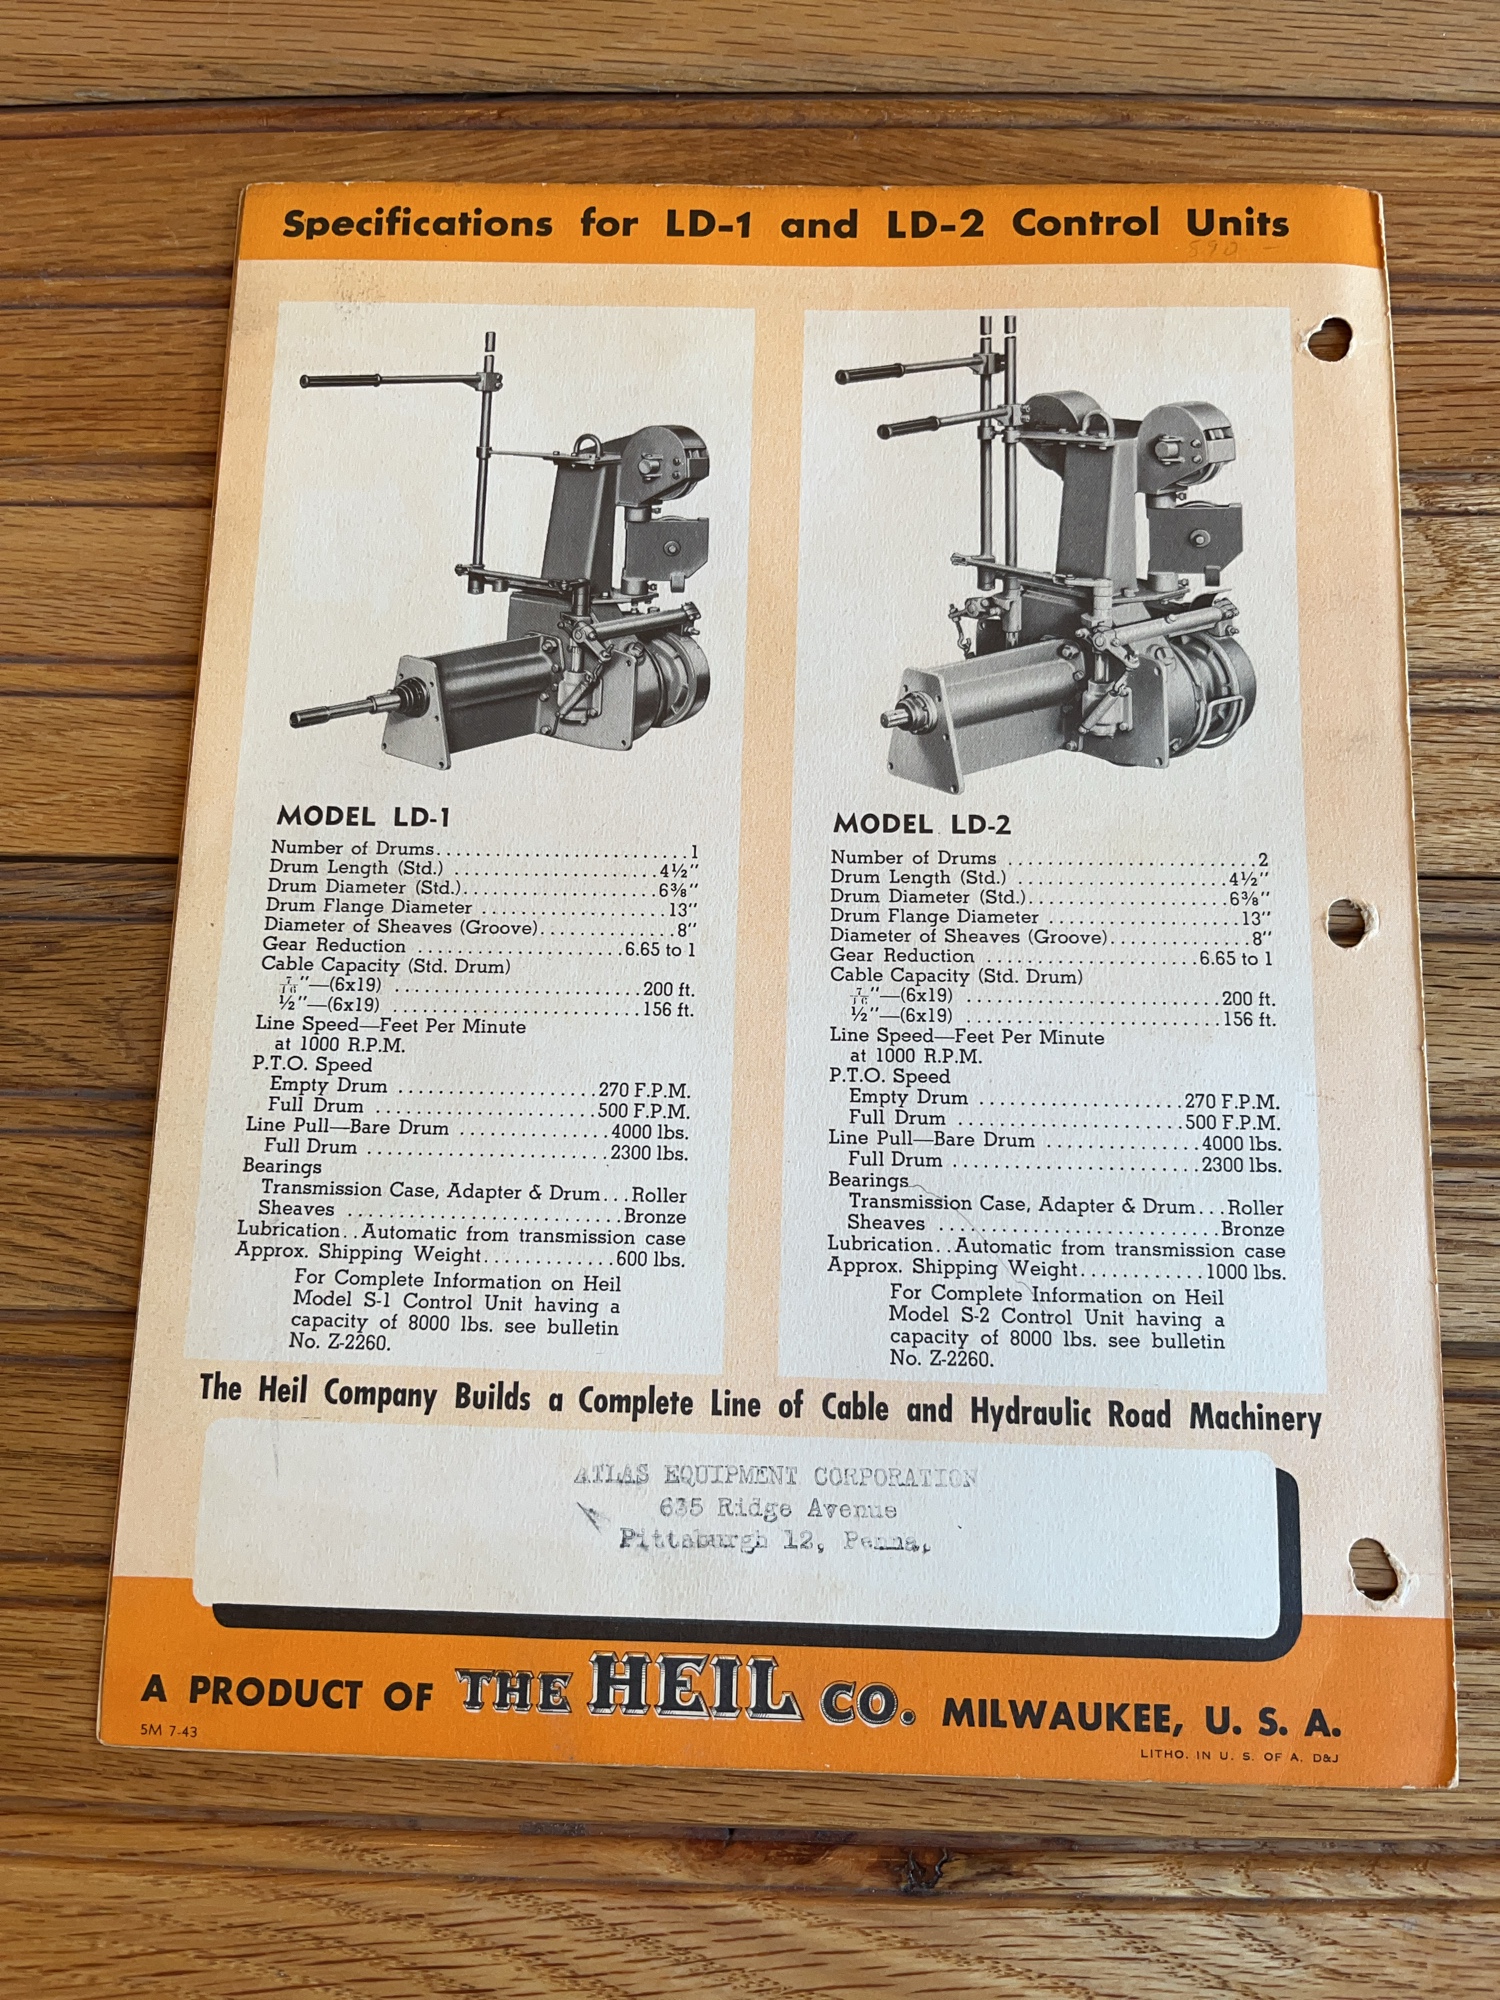 Specifications for LD-1 and LD-2 Control Units
590 –
MODEL LD-1
Number of Drums..........................1
Drum Length (Std.) .....................4½"
Drum Diameter (Std.)....................6⅜"
Drum Flange Diameter ...................13"
Diameter of Sheaves (Groove)..............8"
Gear Reduction .....................6.65 to 1
Cable Capacity (Std. Drum)
7/16"—(6x19) .........................200 ft.
½"—(6x19) .........................156 ft.
Line Speed—Feet Per Minute
at 1000 R.P.M.
P.T.O. Speed
Empty Drum ....................270 F.P.M.
Full Drum ......................500 F.P.M.
Line Pull—Bare Drum ...............4000 lbs.
Full Drum ........................2300 lbs.
Bearings
Transmission Case, Adapter & Drum...Roller
Sheaves ............................Bronze
Lubrication..Automatic from transmission case
Approx. Shipping Weight.............600 lbs.
For Complete Information on Heil
Model S-1 Control Unit having a
capacity of 8000 lbs. see bulletin
No. Z-2260.
MODEL LD-2
Number of Drums .........................2
Drum Length (Std.) .....................4½"
Drum Diameter (Std.)....................6⅜"
Drum Flange Diameter ...................13"
Diameter of Sheaves (Groove)..............8"
Gear Reduction .....................6.65 to 1
Cable Capacity (Std. Drum)
7/16"—(6x19) .........................200 ft.
½"—(6x19) .........................156 ft.
Line Speed—Feet Per Minute
at 1000 R.P.M.
P.T.O. Speed
Empty Drum ....................270 F.P.M.
Full Drum ......................500 F.P.M.
Line Pull—Bare Drum ...............4000 lbs.
Full Drum ........................2300 lbs.
Bearings
Transmission Case, Adapter & Drum...Roller
Sheaves ............................Bronze
Lubrication..Automatic from transmission case
Approx. Shipping Weight............1000 lbs.
For Complete Information on Heil
Model S-2 Control Unit having a
capacity of 8000 lbs. see bulletin
No. Z-2260.
The Heil Company Builds a Complete Line of Cable and Hydraulic Road Machinery
ATLAS EQUIPMENT CORPORATION
635 Ridge Avenue
Pittsburgh 12, Penna.
A PRODUCT OF THE HEIL CO. MILWAUKEE, U. S. A.
5M 7-43
LITHO. IN U. S. OF A. D&J